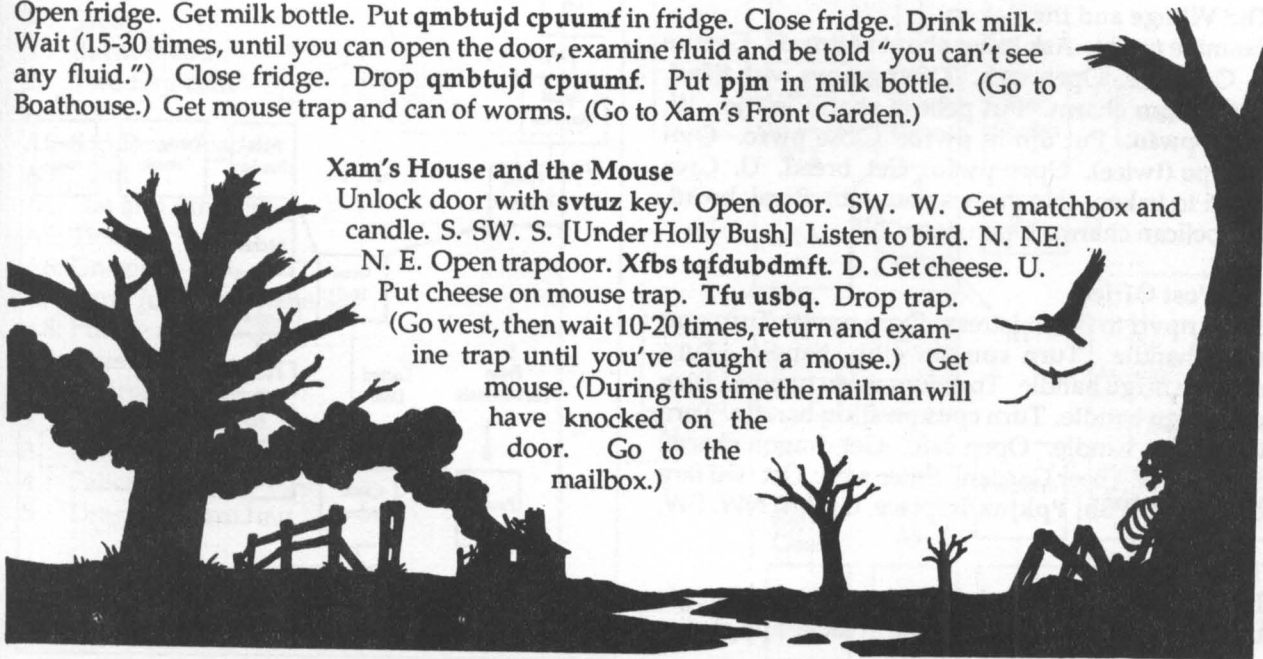 Open fridge. Get milk bottle. Put qmbtujd cpuumf in fridge. Close fridge. Drink milk.
Wait (15-30 times, until you can open the door, examine fluid and be told "you can't see
any fluid.") Close fridge. Drop qmbtujd cpuumf. Put pjm in milk bottle. (Go to
Boathouse.) Get mouse trap and can of worms. (Go to Xam's Front Garden.)
Xam's House and the Mouse
Unlock door with svtuz key. Open door. SW. W. Get matchbox and
candle. S. SW. S. [Under Holly Bush] Listen to bird. N. NE.
N. E. Open trapdoor. Xfbs tqfdubdmft. D. Get cheese. U.
Put cheese on mouse trap. Tfu usbq. Drop trap.
(Go west, then wait 10-20 times, return and exam-
ine trap until you've caught the mouse.) Get
mouse. (During this time the mailman will
have knocked on the
door. Go to the
mailbox.)